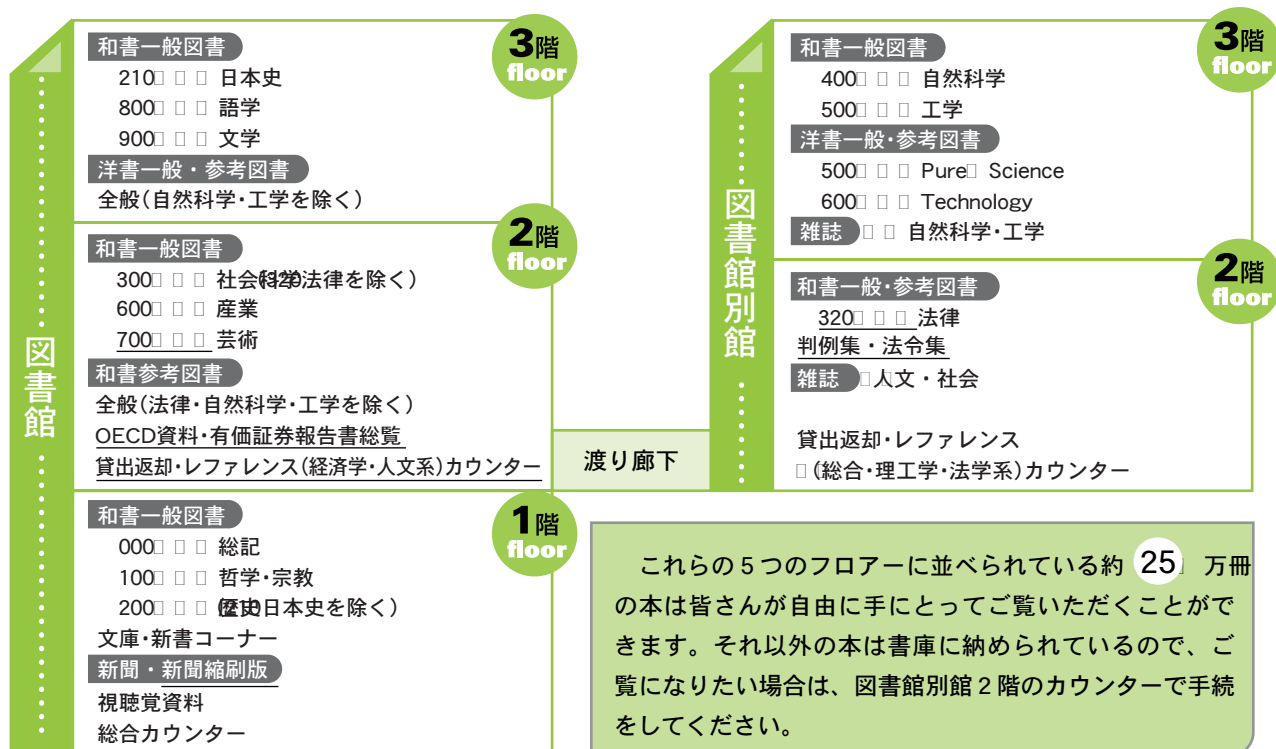 図書館
3階
floor
和書一般図書
210□ □ □ 日本史
800□ □ □ 語学
900□ □ □ 文学
洋書一般・参考図書
全般(自然科学・工学を除く)
2階
floor
和書一般図書
300□ □ □ 社会科学(320法律を除く)
600□ □ □ 産業
700□ □ □ 芸術
和書参考図書
全般(法律・自然科学・工学を除く)
OECD資料・有価証券報告書総覧
貸出返却・レファレンス(経済学・人文系)カウンター
1階
floor
和書一般図書
000□ □ □ 総記
100□ □ □ 哲学・宗教
200□ □ □ 歴史(210日本史を除く)
文庫・新書コーナー
新聞・新聞縮刷版
視聴覚資料
総合カウンター
渡り廊下
図書館別館
3階
floor
和書一般図書
400□ □ □ 自然科学
500□ □ □ 工学
洋書一般・参考図書
500□ □ □ Pure□ Science
600□ □ □ Technology
雑誌 □ □ 自然科学・工学
2階
floor
和書一般・参考図書
320□ □ □ 法律
判例集・法令集
雑誌 □ □人文・社会
貸出返却・レファレンス
□(総合・理工学・法学系)カウンター
これらの5つのフロアーに並べられている約 25 万冊
の本は皆さんが自由に手にとってご覧いただくことがで
きます。それ以外の本は書庫に納められているので、ご
覧になりたい場合は、図書館別館2階のカウンターで手続
をしてください。